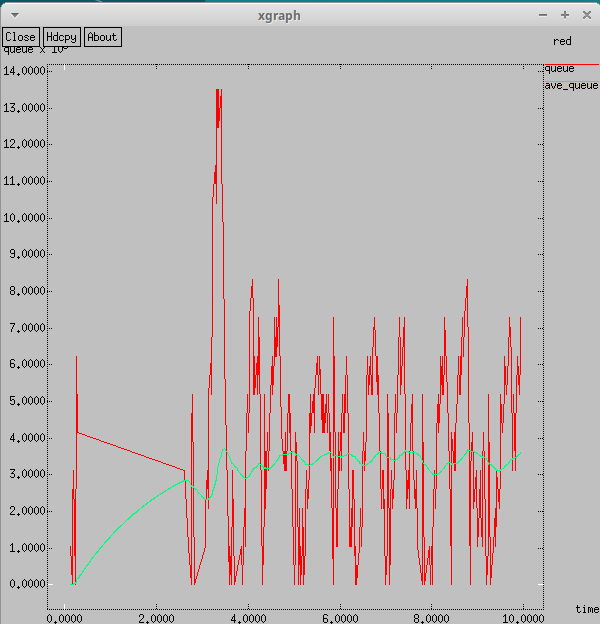 xgraph
Close Hdcpy About
red
queue x 10³
queue
ave_queue
14.0000
13.0000
12.0000
11.0000
10.0000
9.0000
8.0000
7.0000
6.0000
5.0000
4.0000
3.0000
2.0000
1.0000
0.0000
time
0.0000 2.0000 4.0000 6.0000 8.0000 10.0000